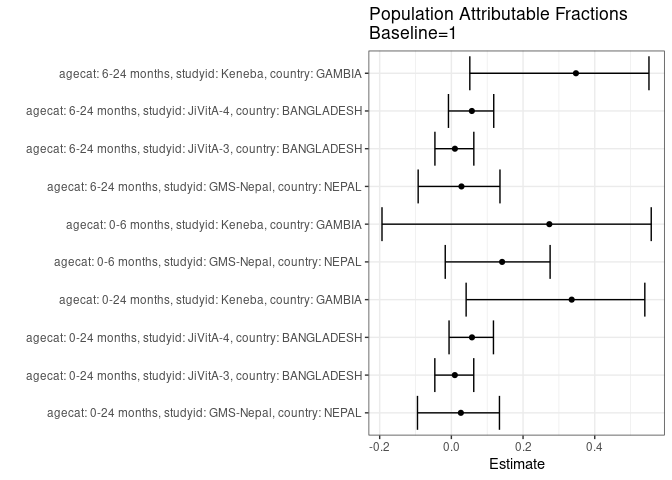 Population Attributable Fractions
Baseline=1
agecat: 6-24 months, studyid: Keneba, country: GAMBIA
agecat: 6-24 months, studyid: JiVitA-4, country: BANGLADESH
agecat: 6-24 months, studyid: JiVitA-3, country: BANGLADESH
agecat: 6-24 months, studyid: GMS-Nepal, country: NEPAL
agecat: 0-6 months, studyid: Keneba, country: GAMBIA
agecat: 0-6 months, studyid: GMS-Nepal, country: NEPAL
agecat: 0-24 months, studyid: Keneba, country: GAMBIA
agecat: 0-24 months, studyid: JiVitA-4, country: BANGLADESH
agecat: 0-24 months, studyid: JiVitA-3, country: BANGLADESH
agecat: 0-24 months, studyid: GMS-Nepal, country: NEPAL
-0.2 0.0 0.2 0.4
Estimate